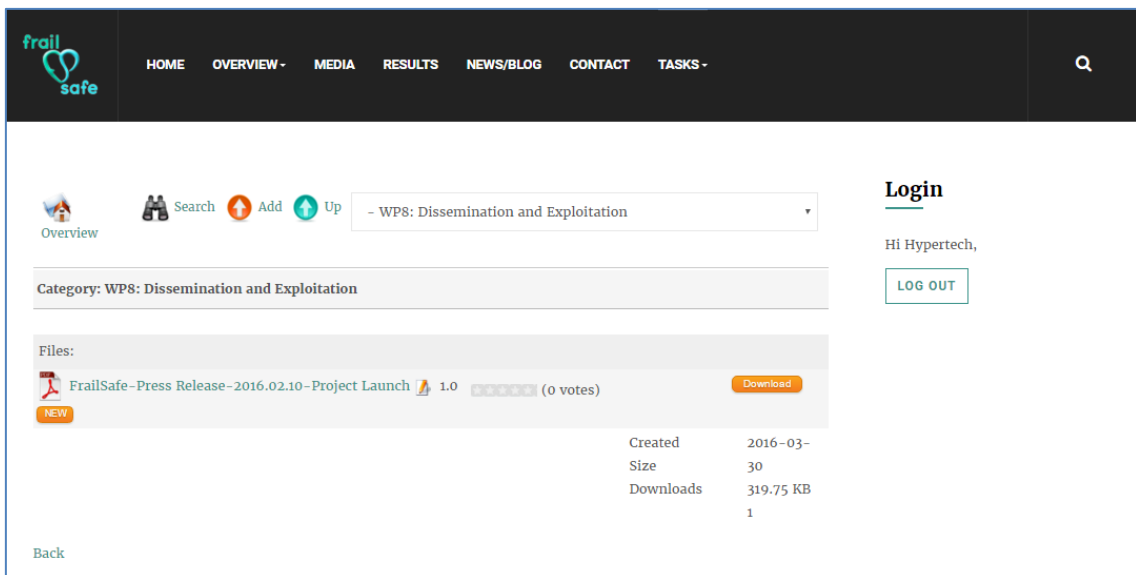 frail
safe
HOME OVERVIEW MEDIA RESULTS NEWS/BLOG CONTACT TASKS
Overview
Search Add Up - WP8: Dissemination and Exploitation
Category: WP8: Dissemination and Exploitation
Files:
PDF
FrailSafe-Press Release-2016.02.10-Project Launch 1.0 (0 votes) Download
NEW
Created 2016-03-
Size 30
Downloads 319.75 KB
1
Back
Login
Hi Hypertech,
LOG OUT